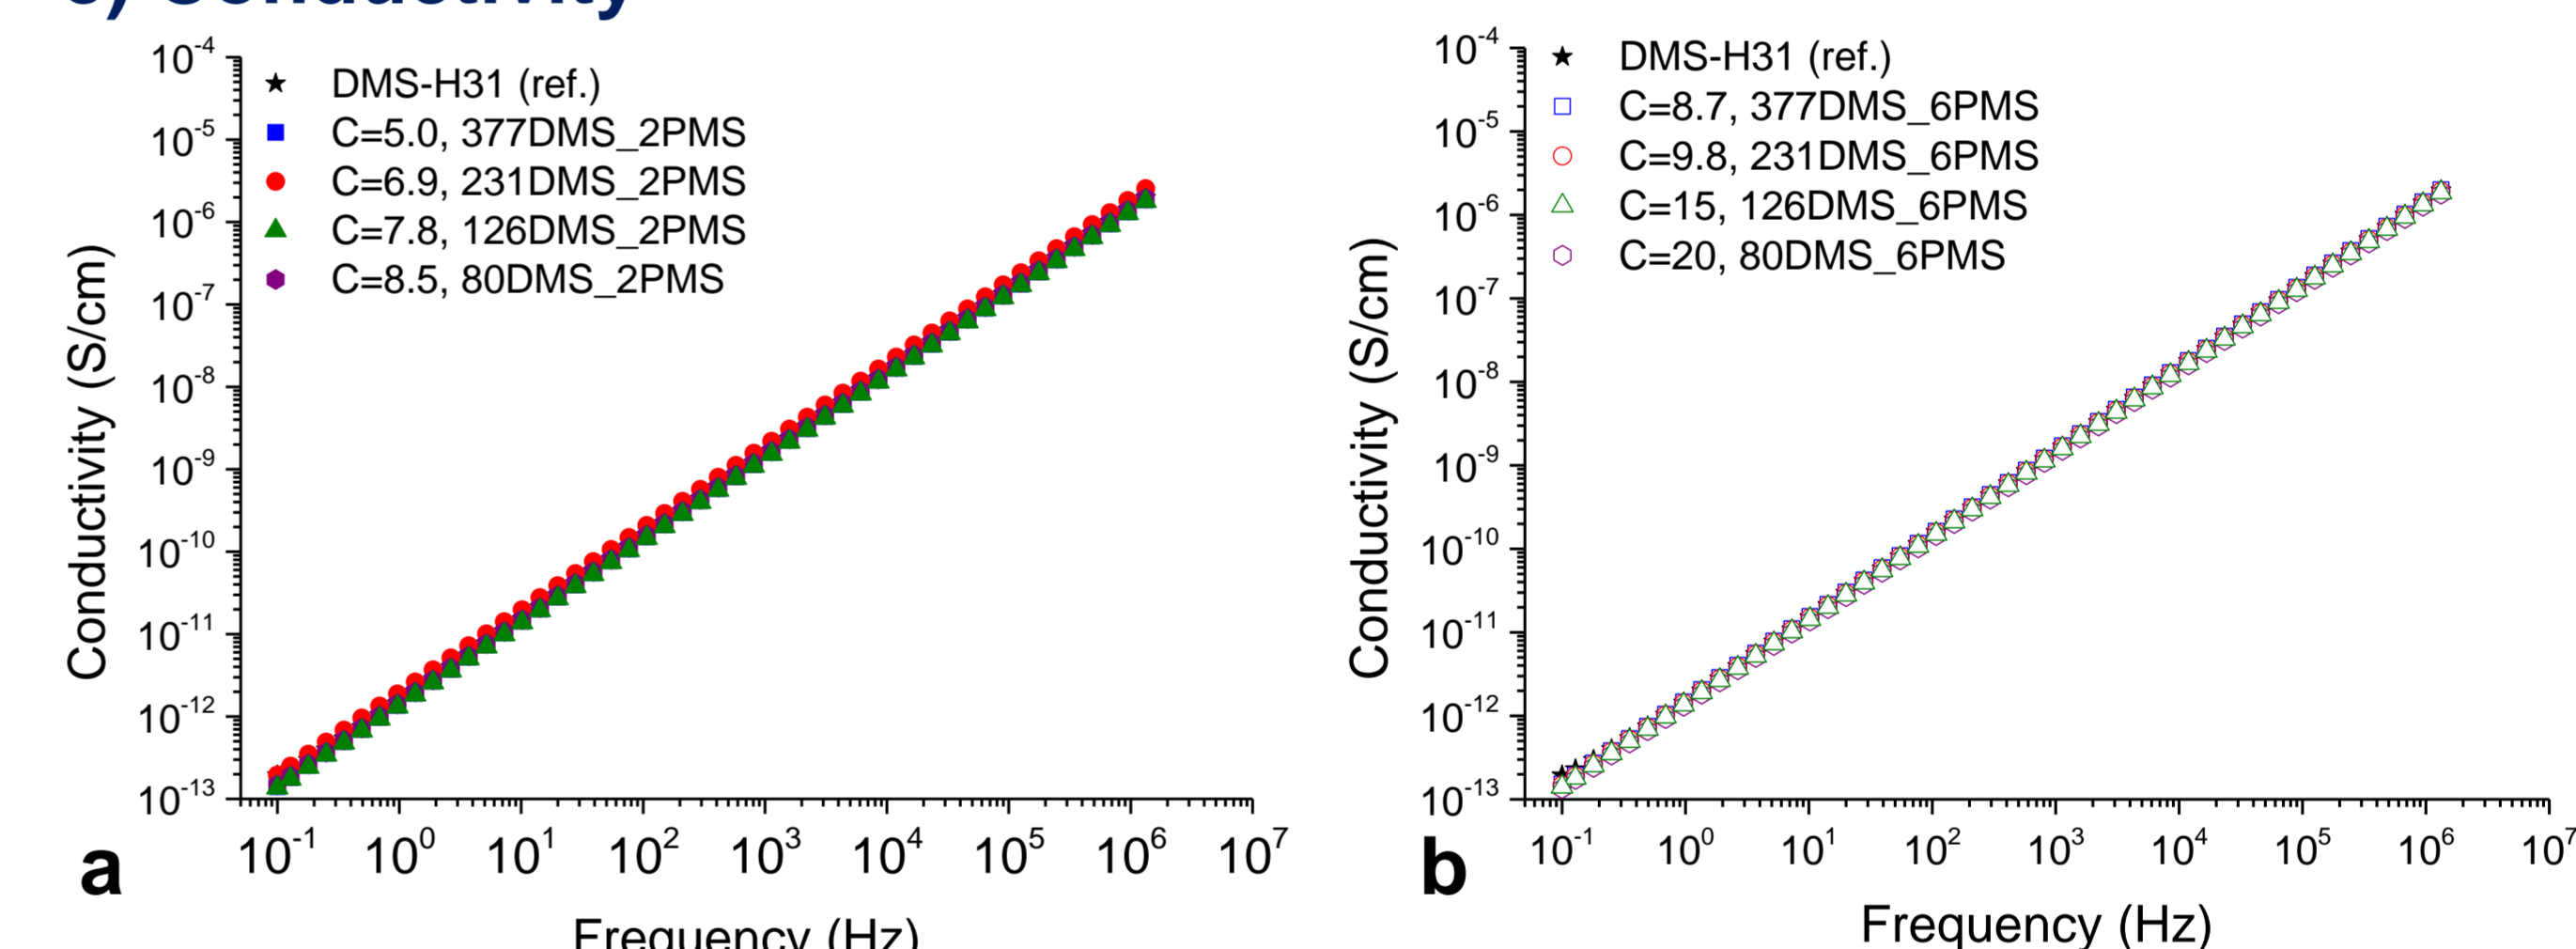 c) Conductivity
10-4
10-5
10-6
10-7
10-8
10-9
10-10
10-11
10-12
10-13
Conductivity (S/cm)
DMS-H31 (ref.)
C=5.0, 377DMS_2PMS
C=6.9, 231DMS_2PMS
C=7.8, 126DMS_2PMS
C=8.5, 80DMS_2PMS
10-1 100 101 102 103 104 105 106 107
a
Frequency (Hz)
10-4
10-5
10-6
10-7
10-8
10-9
10-10
10-11
10-12
10-13
Conductivity (S/cm)
DMS-H31 (ref.)
C=8.7, 377DMS_6PMS
C=9.8, 231DMS_6PMS
C=15, 126DMS_6PMS
C=20, 80DMS_6PMS
10-1 100 101 102 103 104 105 106 107
b
Frequency (Hz)